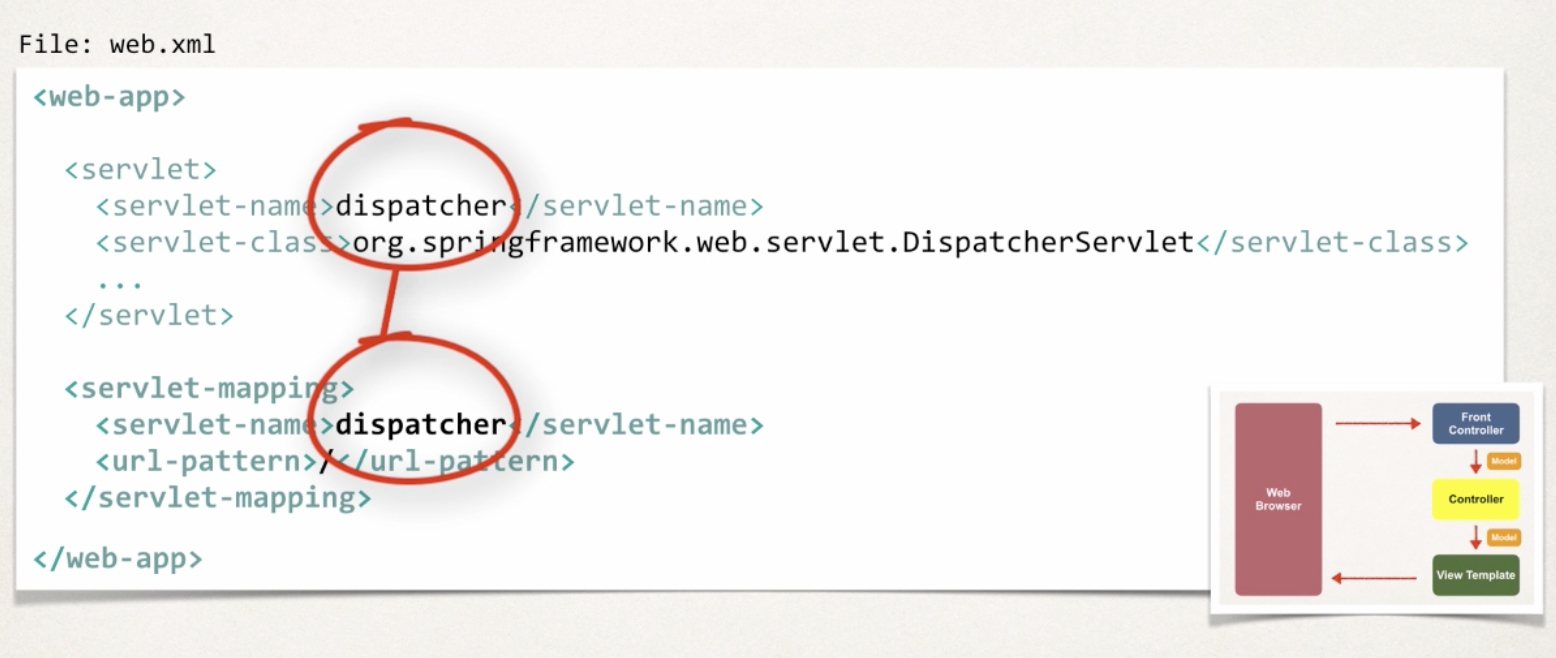 File: web.xml
<web-app>
<servlet>
<servlet-name>dispatcher</servlet-name>
<servlet-class>org.springframework.web.servlet.DispatcherServlet</servlet-class>
...
</servlet>
<servlet-mapping>
<servlet-name>dispatcher</servlet-name>
<url-pattern>/</url-pattern>
</servlet-mapping>
</web-app>
Web
Browser
Front
Controller
Model
Controller
Model
View Template